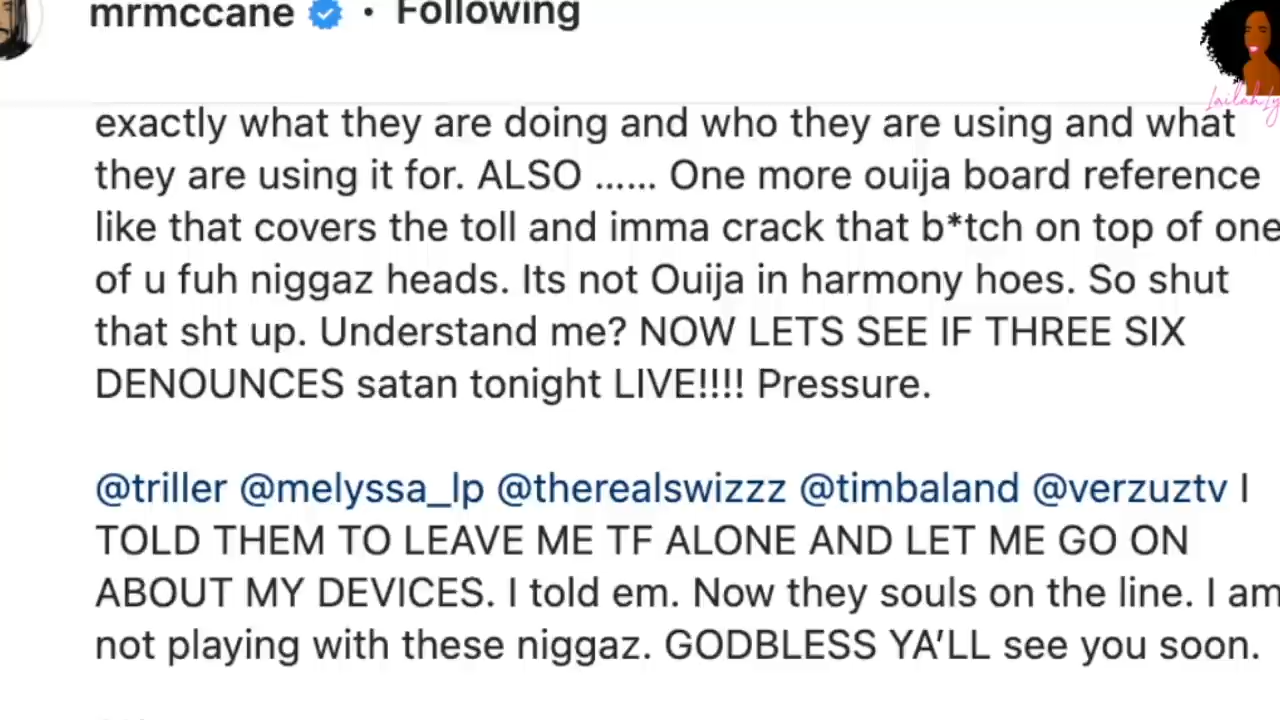 mrmccane • Following
exactly what they are doing and who they are using and what
they are using it for. ALSO ...... One more ouija board reference
like that covers the toll and imma crack that b*tch on top of one
of u fuh niggaz heads. Its not Ouija in harmony hoes. So shut
that sht up. Understand me? NOW LETS SEE IF THREE SIX
DENOUNCES satan tonight LIVE!!!! Pressure.
@triller @melyssa_lp @therealswizzz @timbaland @verzuztv I
TOLD THEM TO LEAVE ME TF ALONE AND LET ME GO ON
ABOUT MY DEVICES. I told em. Now they souls on the line. I am
not playing with these niggaz. GODBLESS YA’LL see you soon.